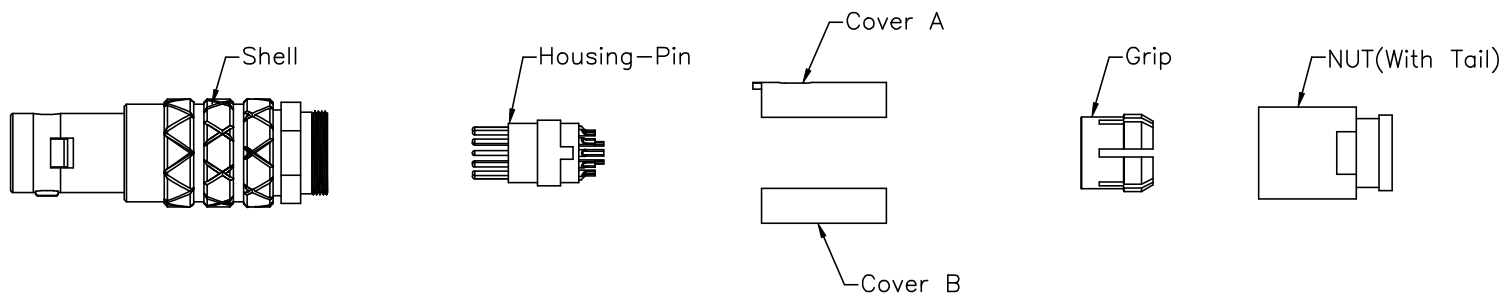 Shell
Housing-Pin
Cover A
Cover B
Grip
NUT(With Tail)